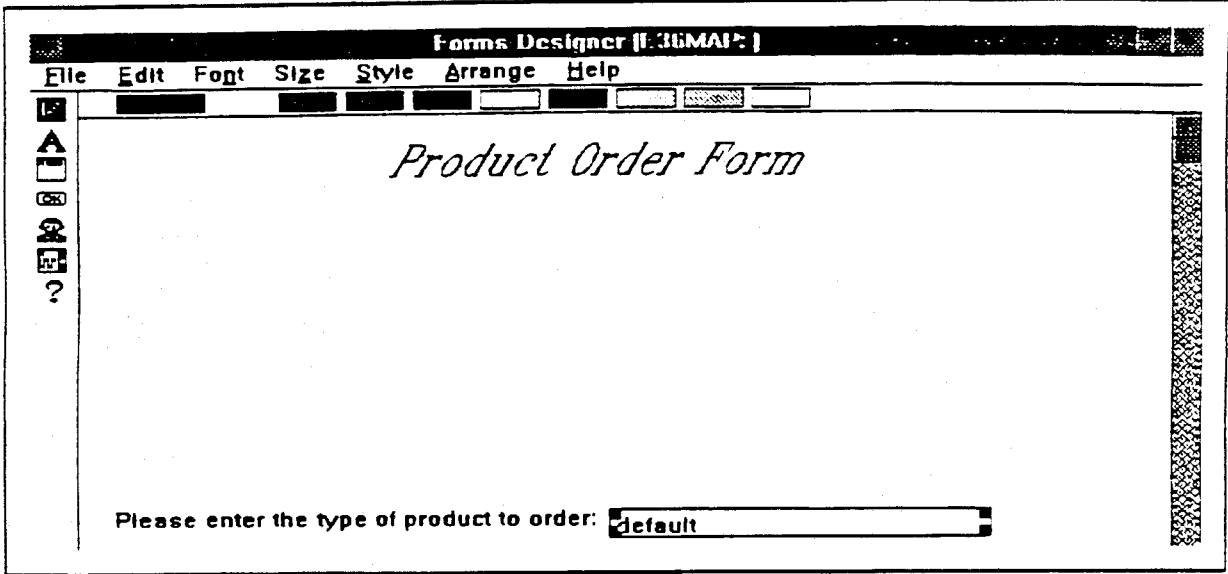 Forms Designer
File Edit Font Size Style Arrange Help
A
Product Order Form
OK
?
Please enter the type of product to order: default